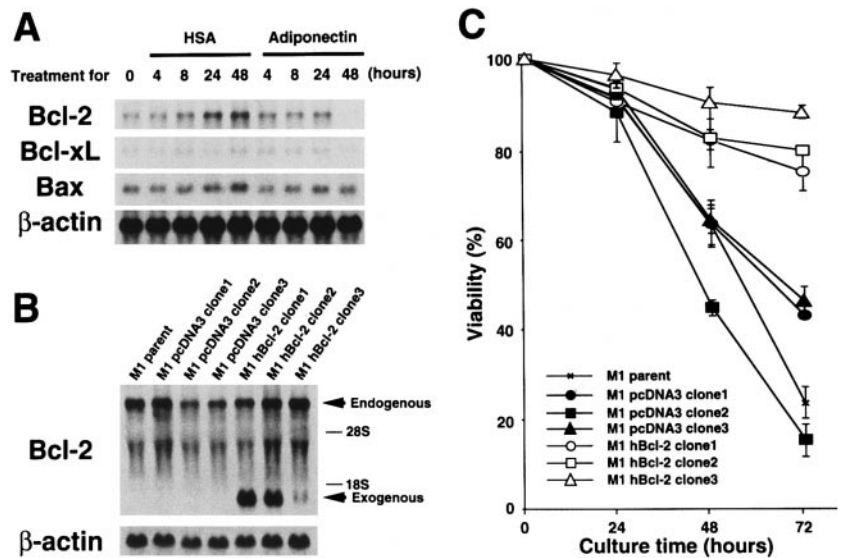 A
HSA Adiponectin
Treatment for 0 4 8 24 48 4 8 24 48 (hours)
Bcl-2
Bcl-xL
Bax
β-actin
B
M1 parent
M1 pcDNA3 clone1
M1 pcDNA3 clone2
M1 pcDNA3 clone3
M1 hBcl-2 clone1
M1 hBcl-2 clone2
M1 hBcl-2 clone3
Bcl-2
Endogenous
28S
18S
Exogenous
β-actin
C
Viability (%)
100
80
60
40
20
0
M1 parent
M1 pcDNA3 clone1
M1 pcDNA3 clone2
M1 pcDNA3 clone3
M1 hBcl-2 clone1
M1 hBcl-2 clone2
M1 hBcl-2 clone3
0 24 48 72
Culture time (hours)